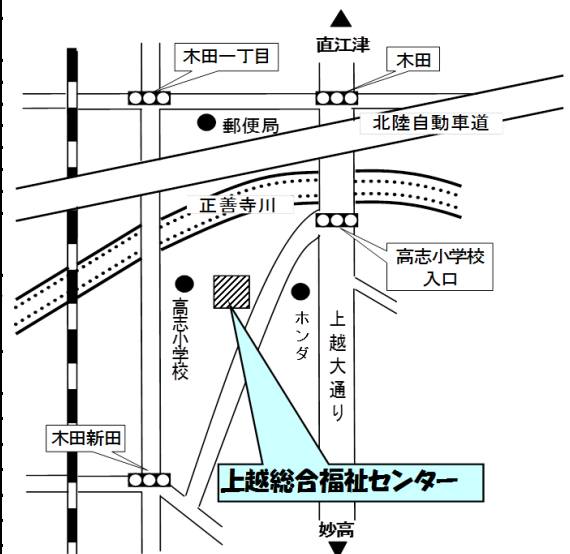 直江津
木田一丁目
木田
郵便局
北陸自動車道
正善寺川
高志小学校
入口
高志小学校
ホンダ
上越大通り
木田新田
上越総合福祉センター
妙高